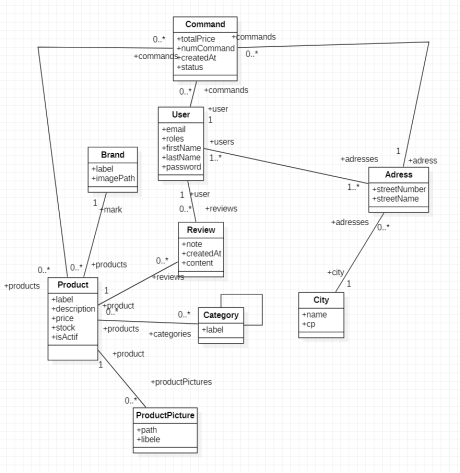 Command
+totalPrice
+numCommand
+createdAt
+status
0..*
+commands
+commands
0..*
0..*
+commands
+user
1
User
+email
+roles
+firstName
+lastName
+password
+users
1..*
Brand
+label
+imagePath
1
+mark
1
+user
0..*
+reviews
1
+adresses
+adress
1..*
Adress
+streetNumber
+streetName
+adresses
0..*
Review
+note
+createdAt
+content
0..*
+reviews
0..*
+products
0..*
+products
Product
+label
+description
+price
+stock
+isActif
1
+product
0..*
+products
0..*
+categories
Category
+label
+city
1
City
+name
+cp
+product
1
+productPictures
0..*
ProductPicture
+path
+libele